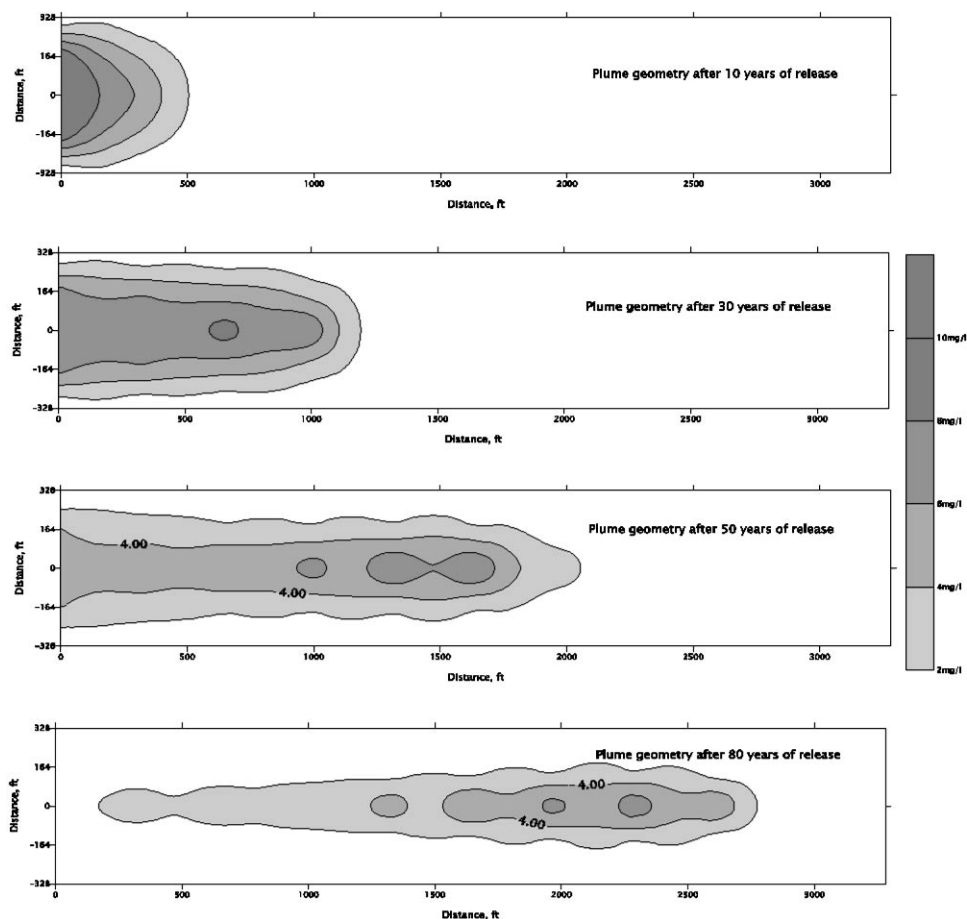 328
164
0
-164
-328
Distance, ft
Plume geometry after 10 years of release
0 500 1000 1500 2000 2500 3000
Distance, ft
328
164
0
-164
-328
Distance, ft
Plume geometry after 30 years of release
0 500 1000 1500 2000 2500 3000
Distance, ft
328
164
0
-164
-328
Distance, ft
4.00
4.00
Plume geometry after 50 years of release
0 500 1000 1500 2000 2500 3000
Distance, ft
328
164
0
-164
-328
Distance, ft
4.00
4.00
Plume geometry after 80 years of release
0 500 1000 1500 2000 2500 3000
Distance, ft
10mg/l
8mg/l
6mg/l
4mg/l
2mg/l